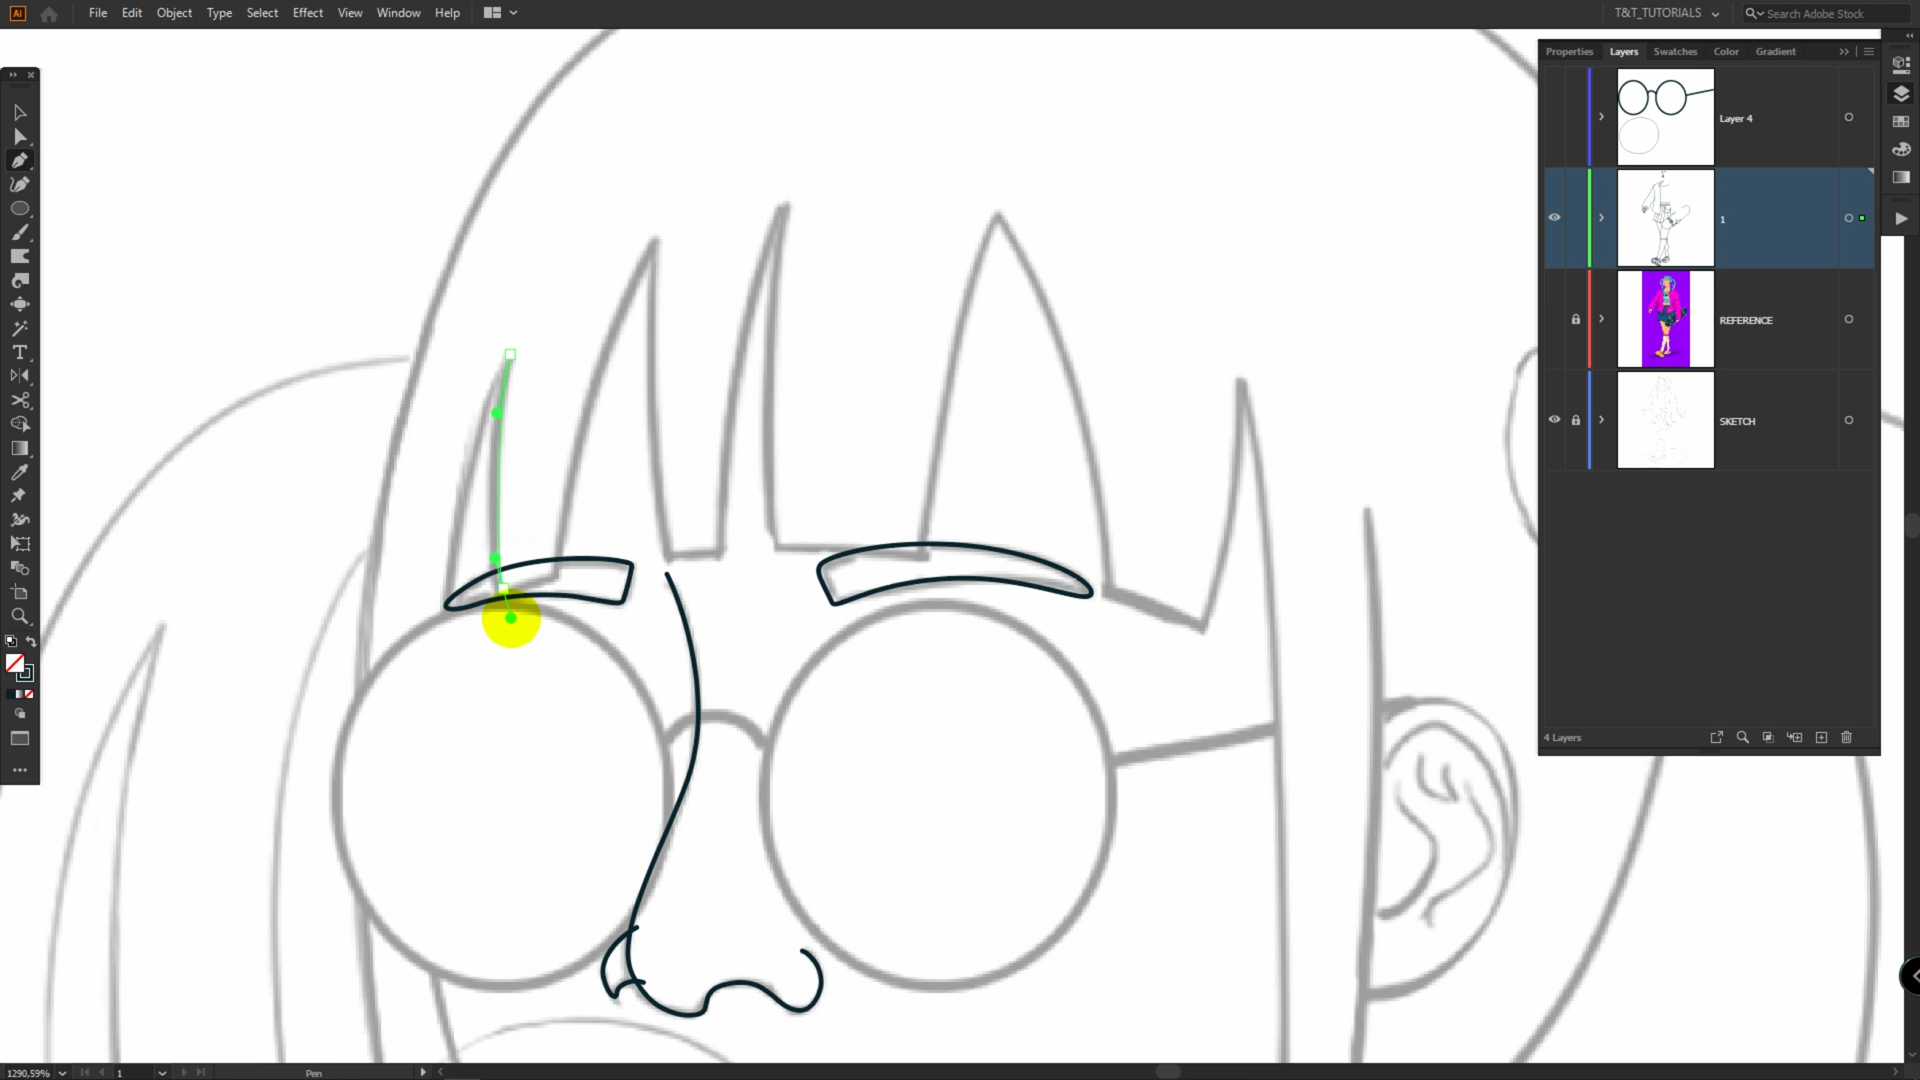 Ai File Edit Object Type Select Effect View Window Help T&T_TUTORIALS Search Adobe Stock
Properties Layers Swatches Color Gradient
Layer 4
1
REFERENCE
SKETCH
4 Layers
1290,59% 1 Pen